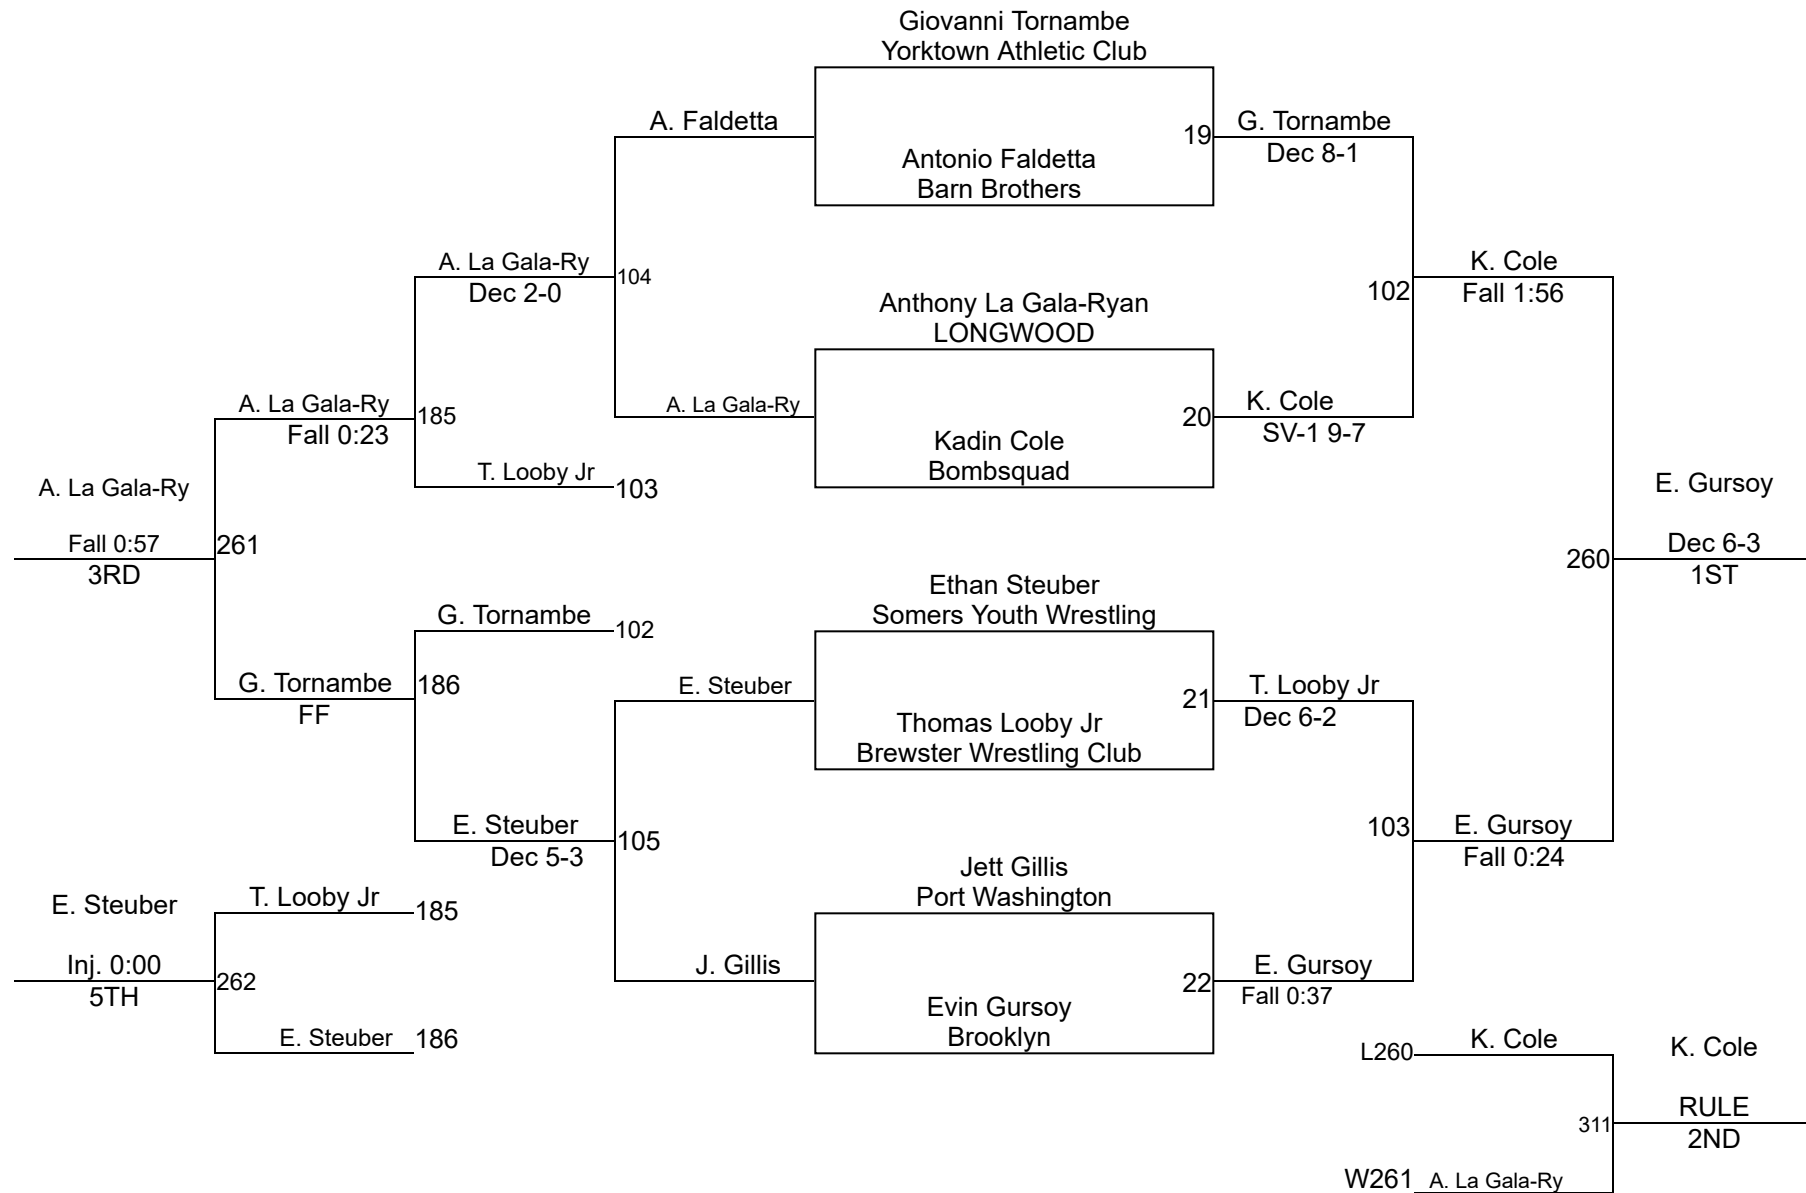 Giovanni Tornambe
Yorktown Athletic Club
A. Faldetta
19
G. Tornambe
Dec 8-1
Antonio Faldetta
Barn Brothers
A. La Gala-Ry
Dec 2-0
104
K. Cole
Fall 1:56
102
Anthony La Gala-Ryan
LONGWOOD
A. La Gala-Ry
Fall 0:23
185
A. La Gala-Ry
20
K. Cole
SV-1 9-7
Kadin Cole
Bombsquad
T. Looby Jr
103
A. La Gala-Ry
Fall 0:57
3RD
261
E. Gursoy
Dec 6-3
1ST
260
Ethan Steuber
Somers Youth Wrestling
G. Tornambe
102
G. Tornambe
FF
186
E. Steuber
21
T. Looby Jr
Dec 6-2
Thomas Looby Jr
Brewster Wrestling Club
E. Steuber
Dec 5-3
105
103
E. Gursoy
Fall 0:24
Jett Gillis
Port Washington
E. Steuber
Inj. 0:00
5TH
T. Looby Jr
185
262
E. Steuber
186
J. Gillis
22
E. Gursoy
Fall 0:37
Evin Gursoy
Brooklyn
L260
K. Cole
K. Cole
RULE
2ND
311
W261
A. La Gala-Ry